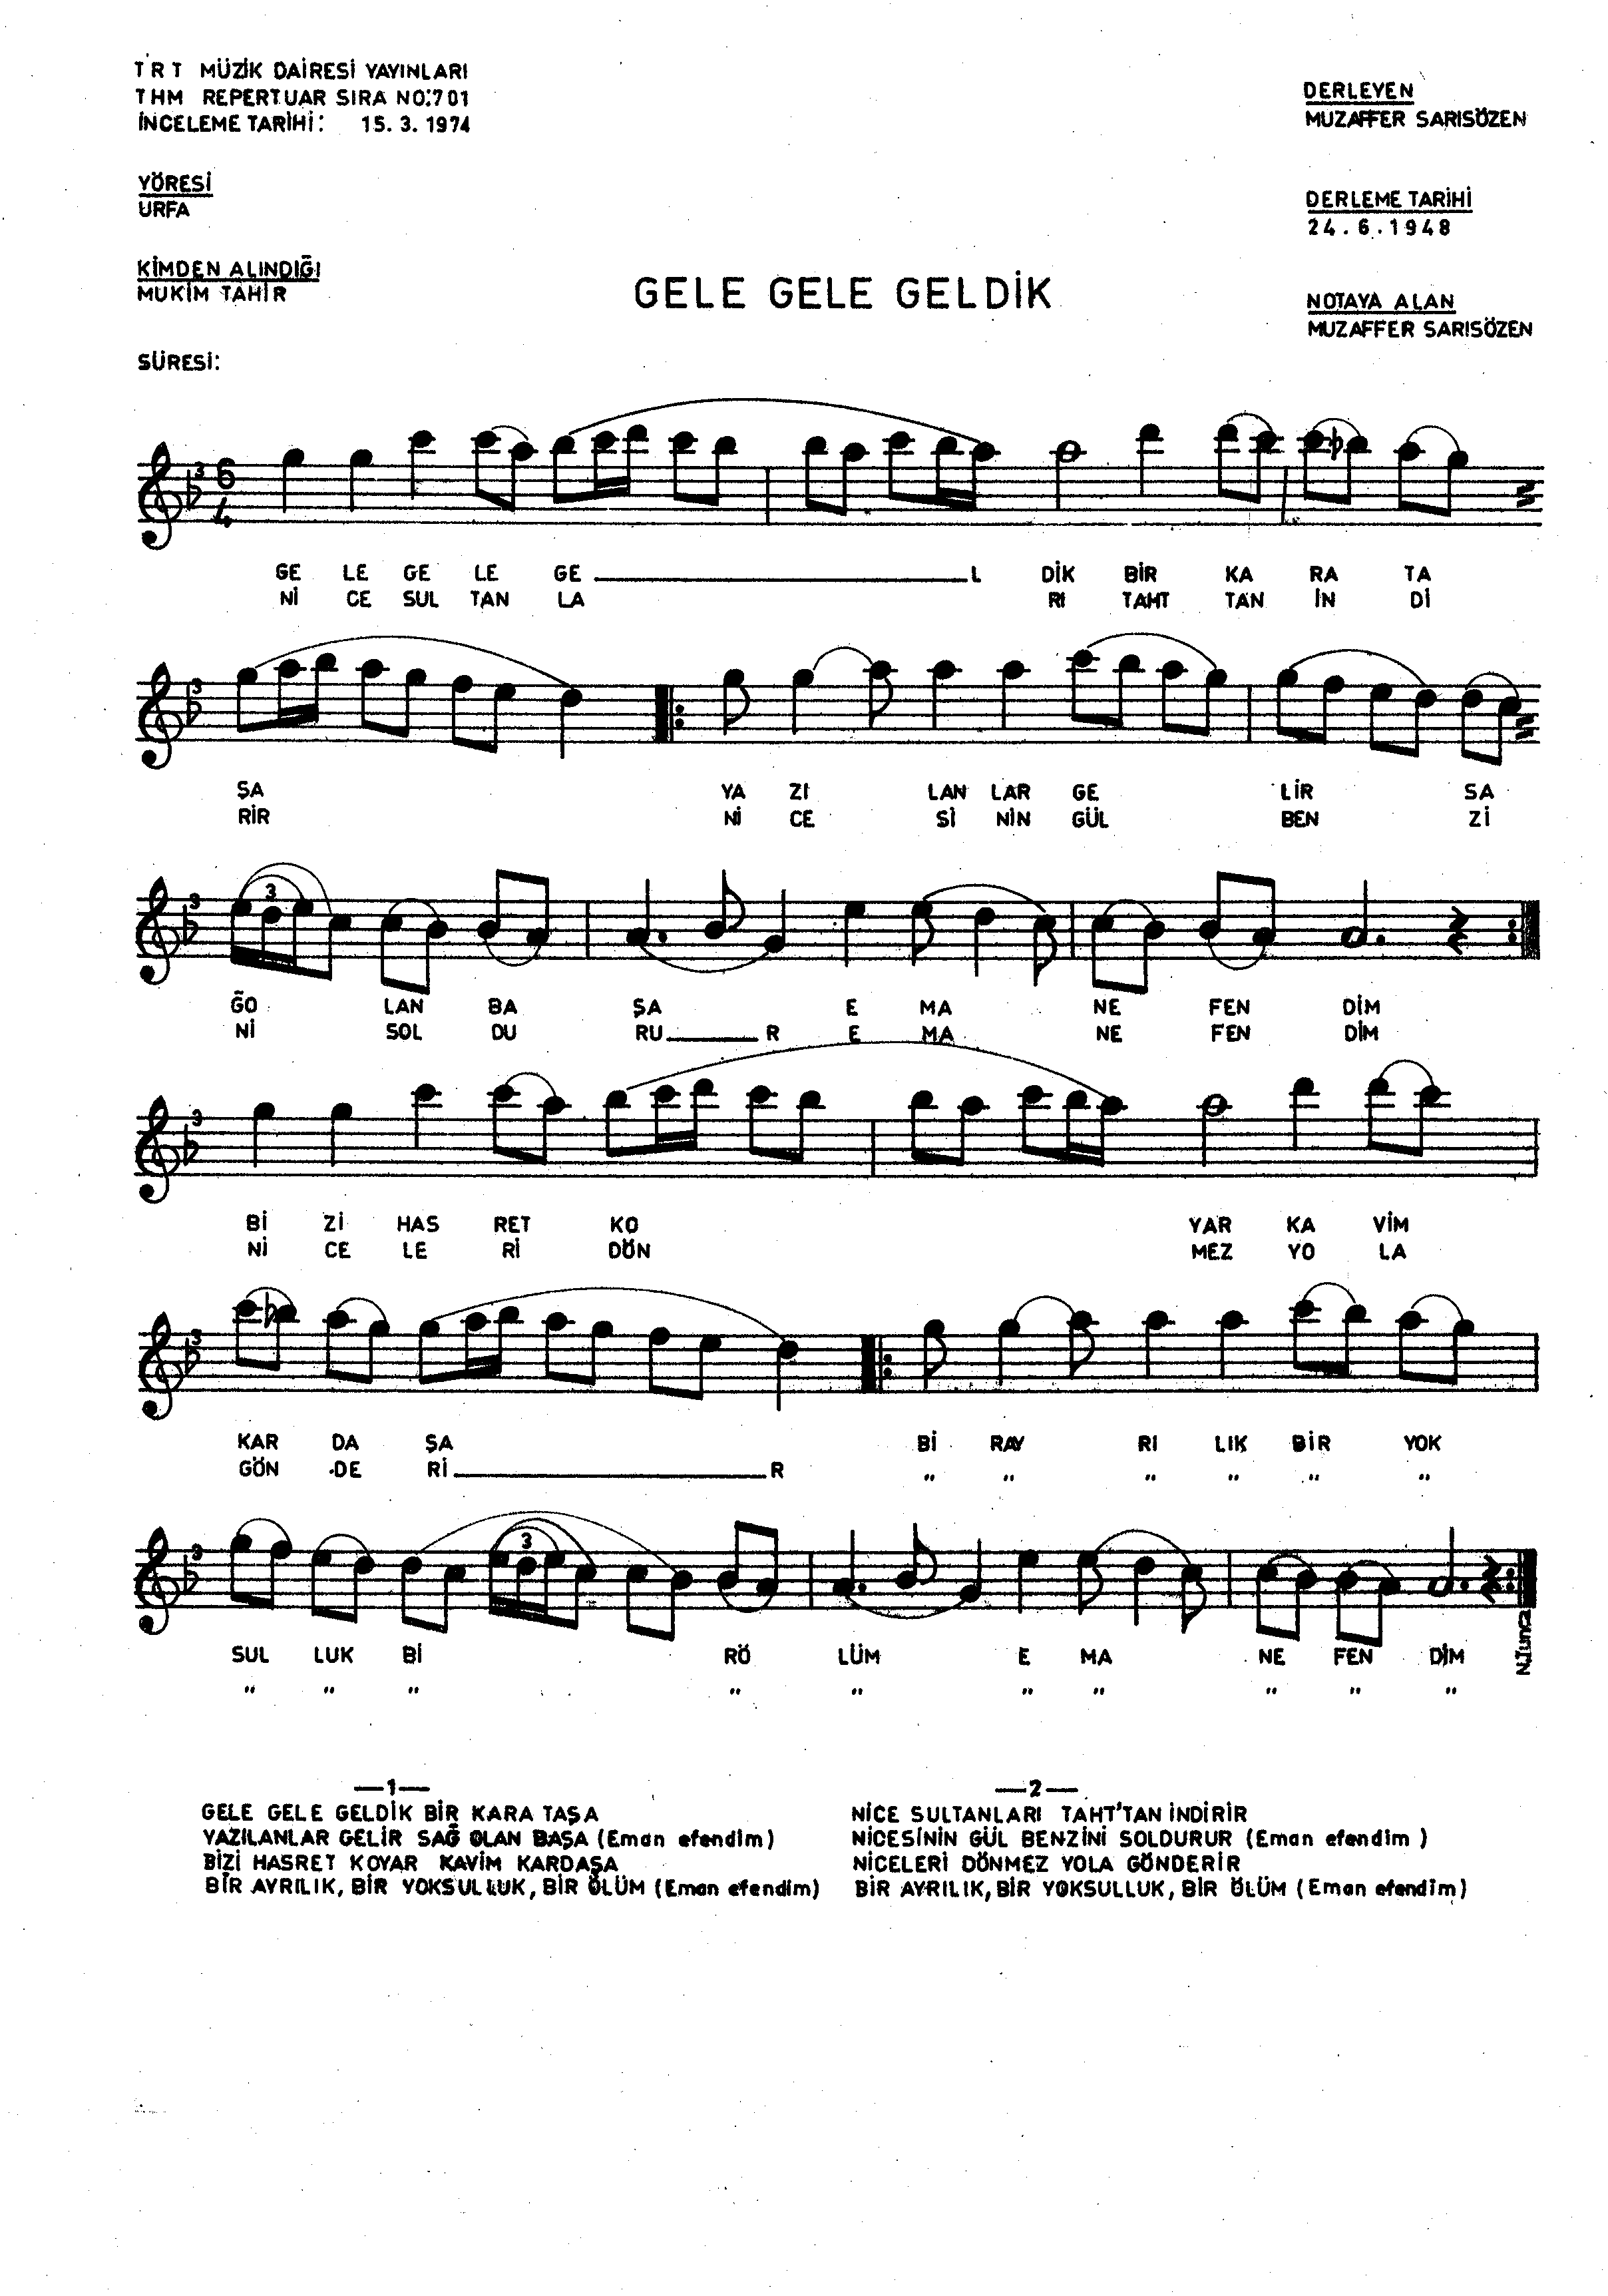 TRT MÜZİK DAİRESİ YAYINLARI
THM REPERTUAR SIRA NO:701
İNCELEME TARİHİ: 15.3.1974
DERLEYEN
MUZAFFER SARISÖZEN
YÖRESİ
URFA
DERLEME TARİHİ
24.6.1948
KİMDEN ALINDIĞI
MUKİM TAHİR
GELE GELE GELDİK
NOTAYA ALAN
MUZAFFER SARISÖZEN
SÜRESİ:
3 6 4
GE LE GE LE GE L DİK BİR KA RA TA
Nİ CE SUL TAN LA RI TAHT TAN İN Dİ
3
ŞA YA ZI LAN LAR GE LİR SA
RİR Nİ CE Sİ NİN GÜL BEN Zİ
3 3
ĞO LAN BA ŞA E MA NE FEN DİM
Nİ SOL DU RU R E MA NE FEN DİM
3
Bİ Zİ HAS RET KO YAR KA VİM
Nİ CE LE Rİ DÖN MEZ YO LA
3
KAR DA ŞA Bİ RAY RI LIK BİR YOK
GÖN DE Rİ R " " " " " "
3 3
SUL LUK Bİ RÖ LÜM E MA NE FEN DİM
" " " " " " " " " "
N.Tunca
—1—
GELE GELE GELDİK BİR KARA TAŞA
YAZILANLAR GELİR SAĞ OLAN BAŞA (Eman efendim)
BİZİ HASRET KOYAR KAVİM KARDAŞA
BİR AYRILIK, BİR YOKSULLUK, BİR ÖLÜM (Eman efendim)
—2—
NİCE SULTANLARI TAHT'TAN İNDİRİR
NİCESİNİN GÜL BENZİNİ SOLDURUR (Eman efendim)
NİCELERİ DÖNMEZ YOLA GÖNDERİR
BİR AYRILIK, BİR YOKSULLUK, BİR ÖLÜM (Eman efendim)